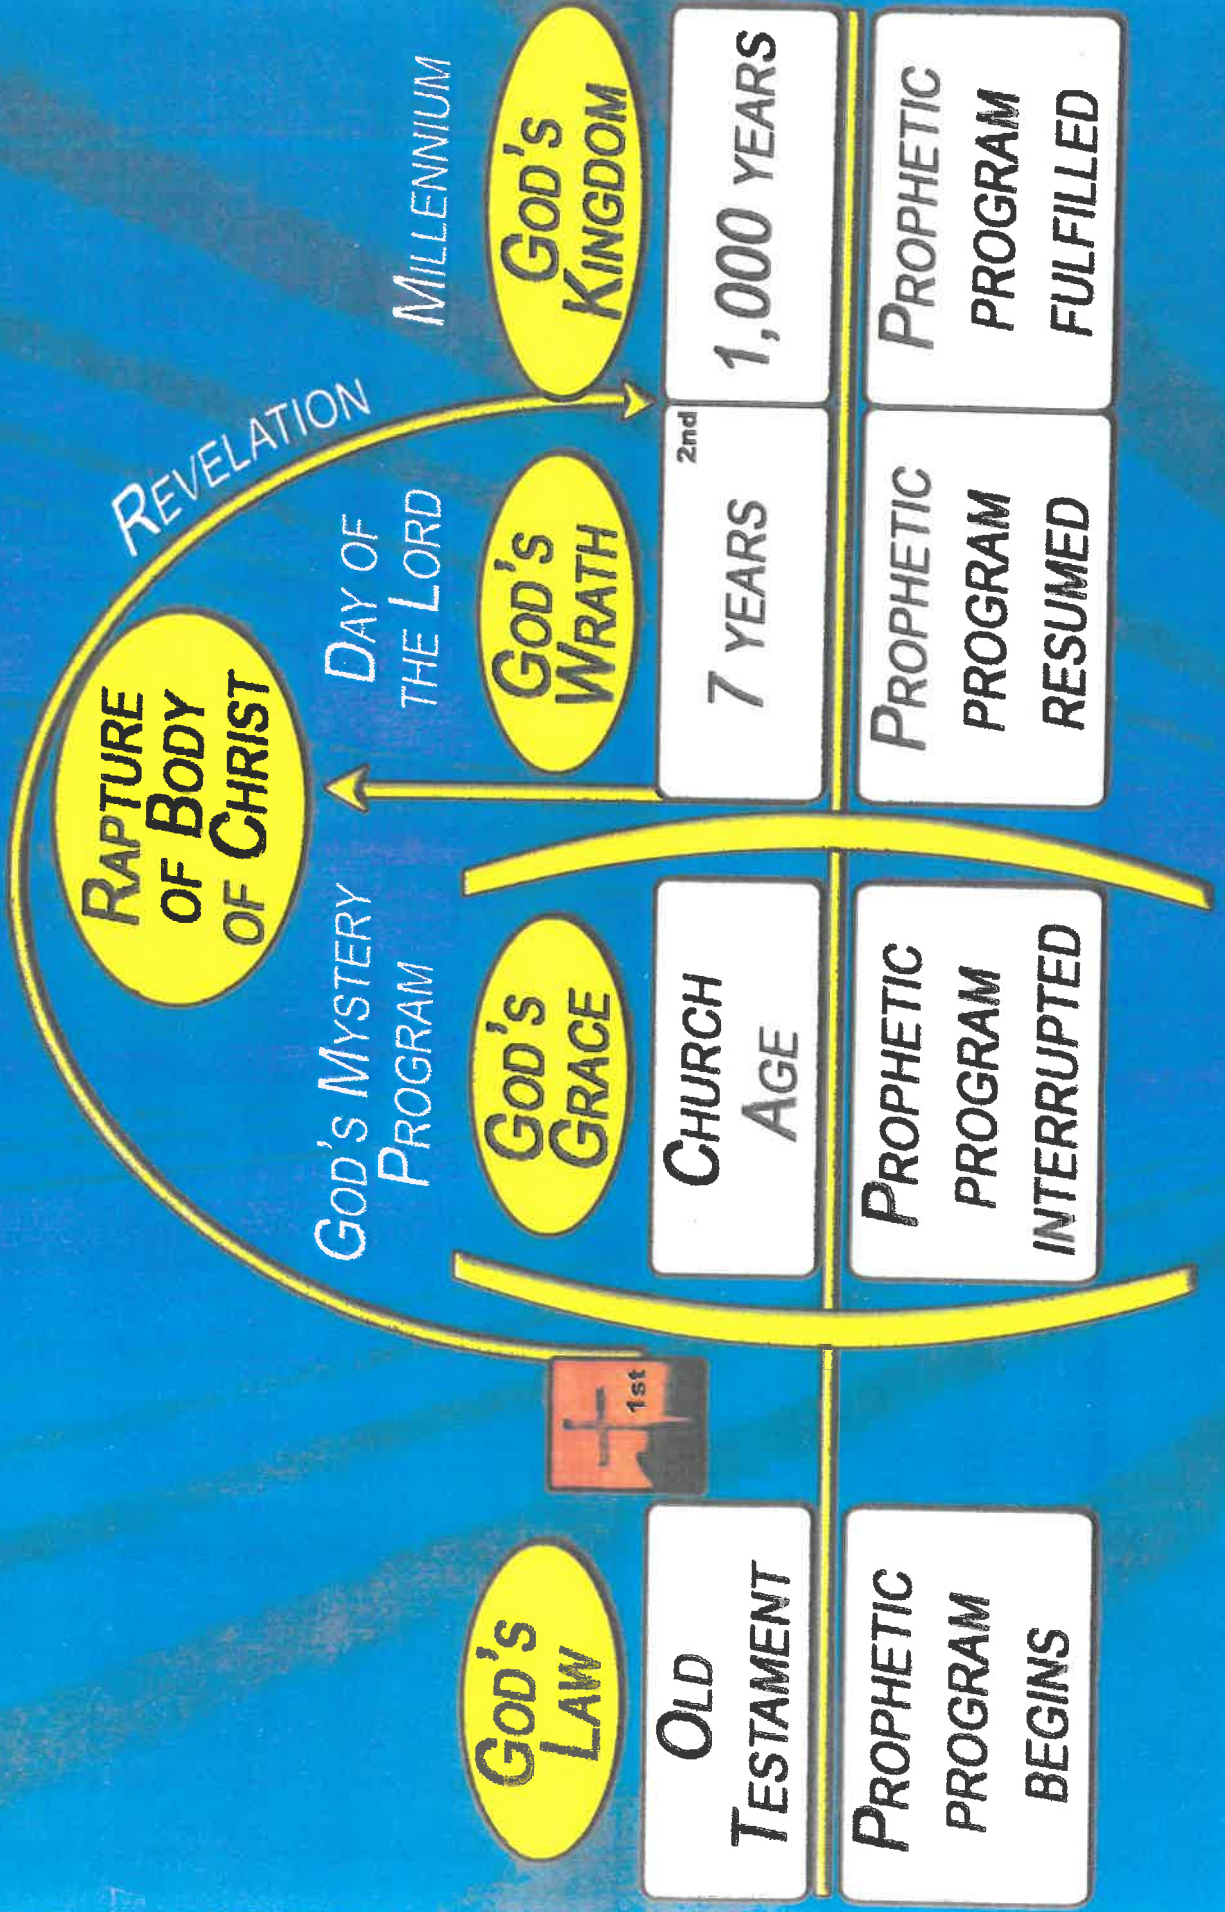 RAPTURE
OF BODY
OF CHRIST
REVELATION
GOD'S MYSTERY
PROGRAM
DAY OF
THE LORD
MILLENNIUM
GOD'S
LAW
1st
GOD'S
GRACE
GOD'S
WRATH
GOD'S
KINGDOM
OLD
TESTAMENT
CHURCH
AGE
7 YEARS
2nd
1,000 YEARS
PROPHETIC
PROGRAM
BEGINS
PROPHETIC
PROGRAM
INTERRUPTED
PROPHETIC
PROGRAM
RESUMED
PROPHETIC
PROGRAM
FULFILLED